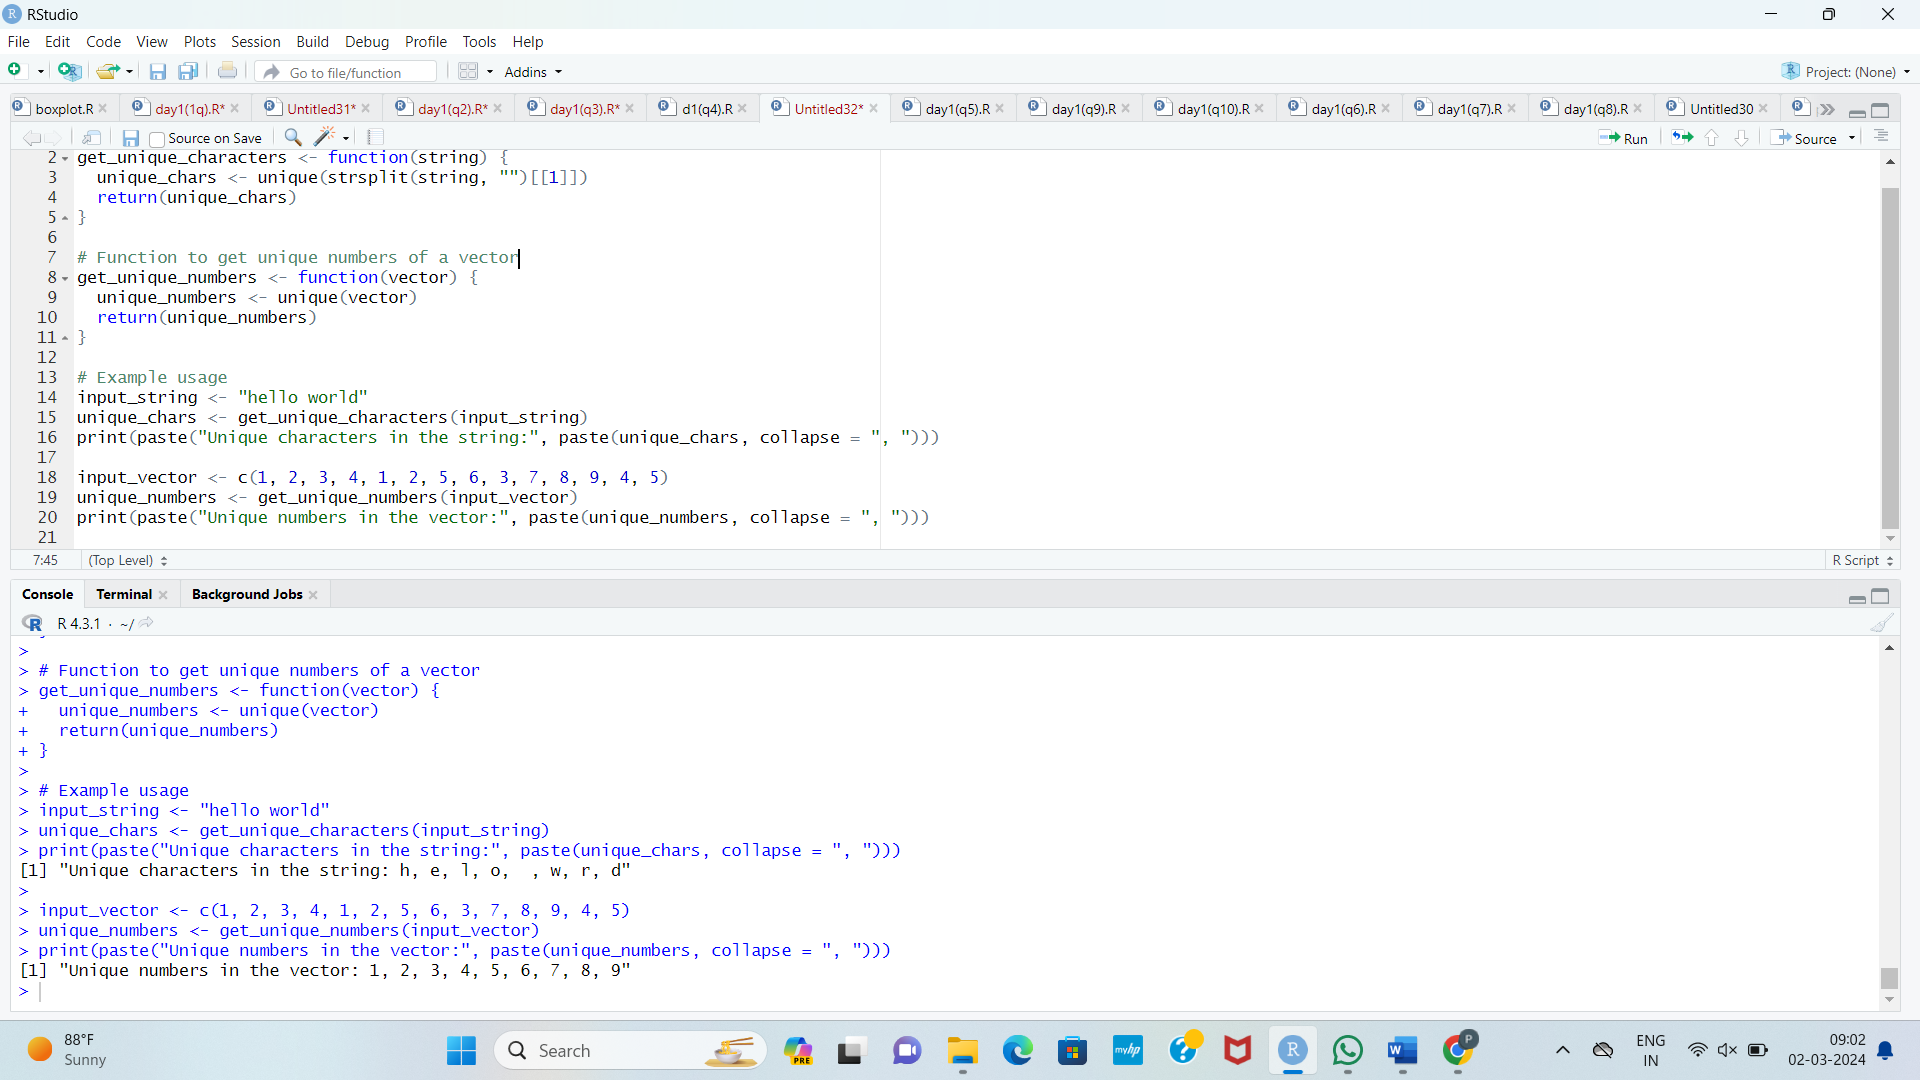 RStudio
File Edit Code View Plots Session Build Debug Profile Tools Help
Go to file/function Addins Project: (None)
boxplot.R day1(1q).R* Untitled31* day1(q2).R* day1(q3).R* d1(q4).R Untitled32* day1(q5).R day1(q9).R day1(q10).R day1(q6).R day1(q7).R day1(q8).R Untitled30
Source on Save Run Source
2 get_unique_characters <- function(string) {
3 unique_chars <- unique(strsplit(string, "")[[1]])
4 return(unique_chars)
5 }
6
7 # Function to get unique numbers of a vector
8 get_unique_numbers <- function(vector) {
9 unique_numbers <- unique(vector)
10 return(unique_numbers)
11 }
12
13 # Example usage
14 input_string <- "hello world"
15 unique_chars <- get_unique_characters(input_string)
16 print(paste("Unique characters in the string:", paste(unique_chars, collapse = ", ")))
17
18 input_vector <- c(1, 2, 3, 4, 1, 2, 5, 6, 3, 7, 8, 9, 4, 5)
19 unique_numbers <- get_unique_numbers(input_vector)
20 print(paste("Unique numbers in the vector:", paste(unique_numbers, collapse = ", ")))
21
7:45 (Top Level) R Script
Console Terminal Background Jobs
R 4.3.1 · ~/
>
> # Function to get unique numbers of a vector
> get_unique_numbers <- function(vector) {
+ unique_numbers <- unique(vector)
+ return(unique_numbers)
+ }
>
> # Example usage
> input_string <- "hello world"
> unique_chars <- get_unique_characters(input_string)
> print(paste("Unique characters in the string:", paste(unique_chars, collapse = ", ")))
[1] "Unique characters in the string: h, e, l, o,  , w, r, d"
>
> input_vector <- c(1, 2, 3, 4, 1, 2, 5, 6, 3, 7, 8, 9, 4, 5)
> unique_numbers <- get_unique_numbers(input_vector)
> print(paste("Unique numbers in the vector:", paste(unique_numbers, collapse = ", ")))
[1] "Unique numbers in the vector: 1, 2, 3, 4, 5, 6, 7, 8, 9"
>
88°F
Sunny
Search
PRE
myhp
R
W
P
ENG
IN
09:02
02-03-2024